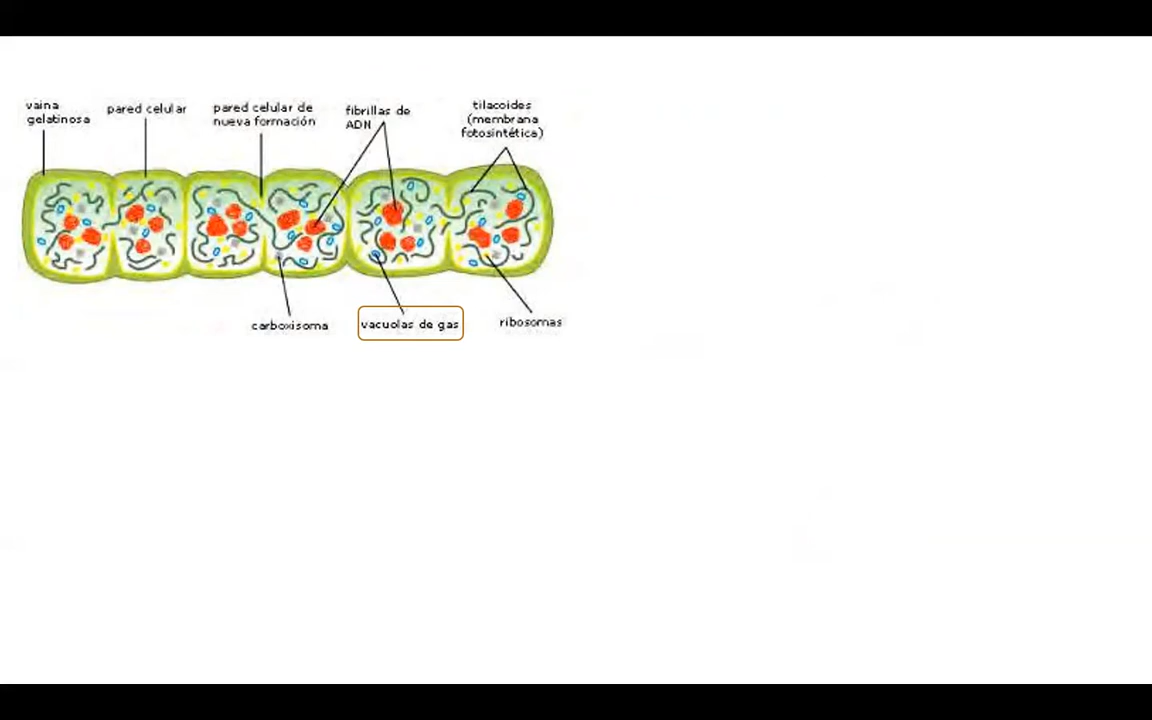 vaina
gelatinosa
pared celular
pared celular de
nueva formación
fibrillas de
ADN
tilacoides
(membrana
fotosintética)
carboxisoma
vacuolas de gas
ribosomas